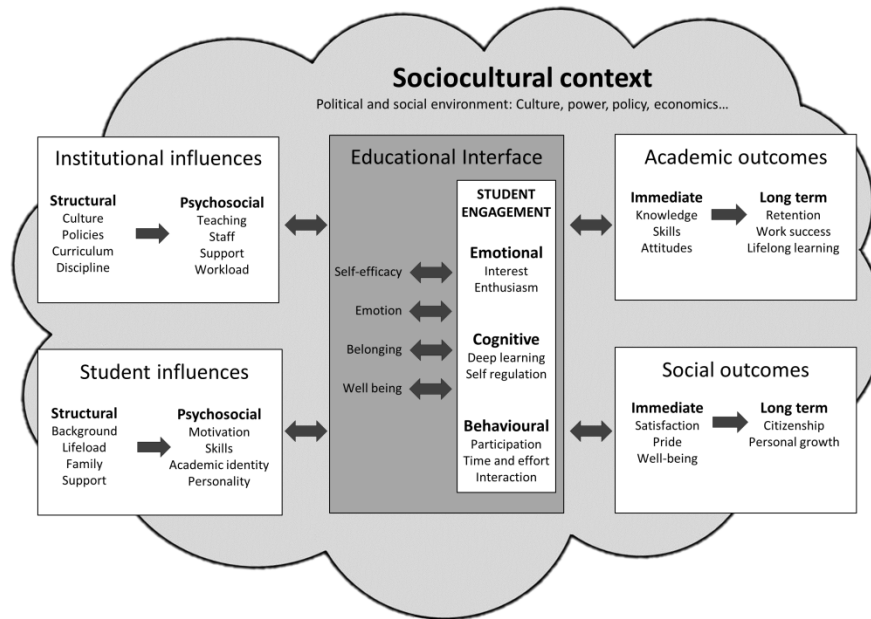 Sociocultural context
Political and social environment: Culture, power, policy, economics...
Institutional influences
Structural
Culture
Policies
Curriculum
Discipline
Psychosocial
Teaching
Staff
Support
Workload
Student influences
Structural
Background
Lifeload
Family
Support
Psychosocial
Motivation
Skills
Academic identity
Personality
Educational Interface
Self-efficacy
Emotion
Belonging
Well being
STUDENT
ENGAGEMENT
Emotional
Interest
Enthusiasm
Cognitive
Deep learning
Self regulation
Behavioural
Participation
Time and effort
Interaction
Academic outcomes
Immediate
Knowledge
Skills
Attitudes
Long term
Retention
Work success
Lifelong learning
Social outcomes
Immediate
Satisfaction
Pride
Well-being
Long term
Citizenship
Personal growth